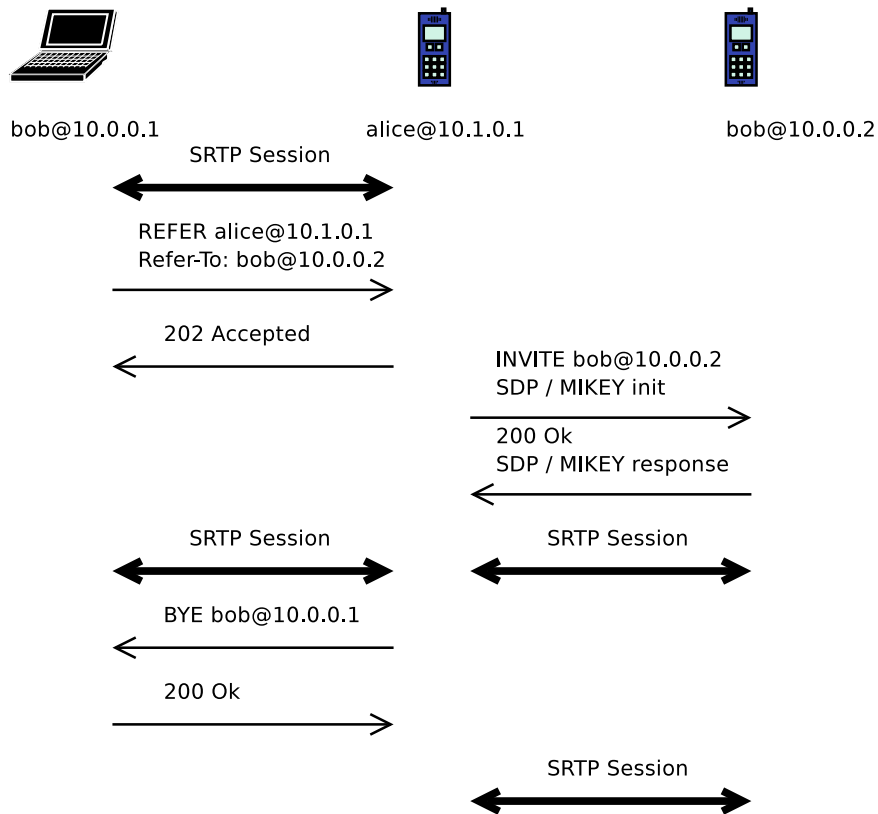 bob@10.0.0.1
alice@10.1.0.1
bob@10.0.0.2
SRTP Session
REFER alice@10.1.0.1
Refer-To: bob@10.0.0.2
202 Accepted
INVITE bob@10.0.0.2
SDP / MIKEY init
200 Ok
SDP / MIKEY response
SRTP Session
SRTP Session
BYE bob@10.0.0.1
200 Ok
SRTP Session